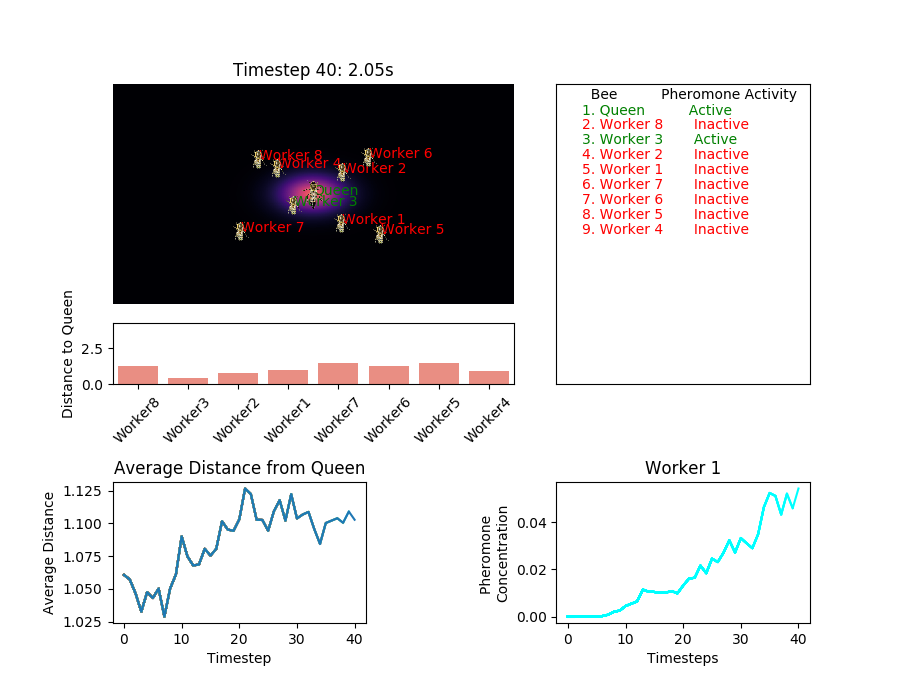 Timestep 40: 2.05s
Worker 8
Worker 4
Worker 6
Worker 2
Queen
Worker 3
Worker 7
Worker 1
Worker 5
Bee Pheromone Activity
1. Queen Active
2. Worker 8 Inactive
3. Worker 3 Active
4. Worker 2 Inactive
5. Worker 1 Inactive
6. Worker 7 Inactive
7. Worker 6 Inactive
8. Worker 5 Inactive
9. Worker 4 Inactive
Distance to Queen
2.5
0.0
Worker8 Worker3 Worker2 Worker1 Worker7 Worker6 Worker5 Worker4
Average Distance from Queen
Average Distance
1.125
1.100
1.075
1.050
1.025
0 10 20 30 40
Timestep
Worker 1
Pheromone
Concentration
0.04
0.02
0.00
0 10 20 30 40
Timesteps